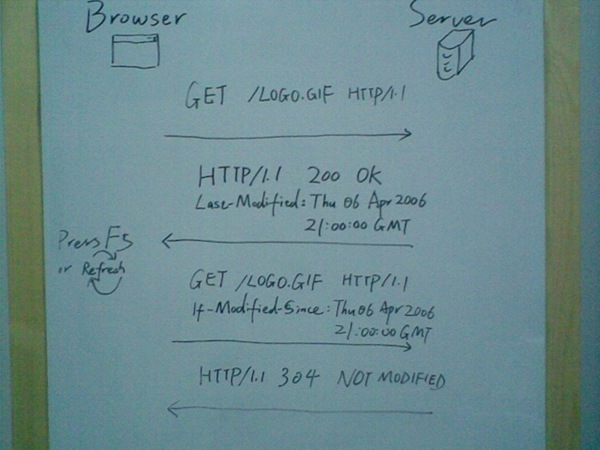 Browser Server
GET /LOGO.GIF HTTP/1.1
HTTP/1.1 200 OK
Lase-Modified: Thu 06 Apr 2006
21:00:00 GMT
Press F5
or Refresh
GET /LOGO.GIF HTTP/1.1
If-Modified-Since: Thu 06 Apr 2006
21:00:00 GMT
HTTP/1.1 304 NOT MODIFIED